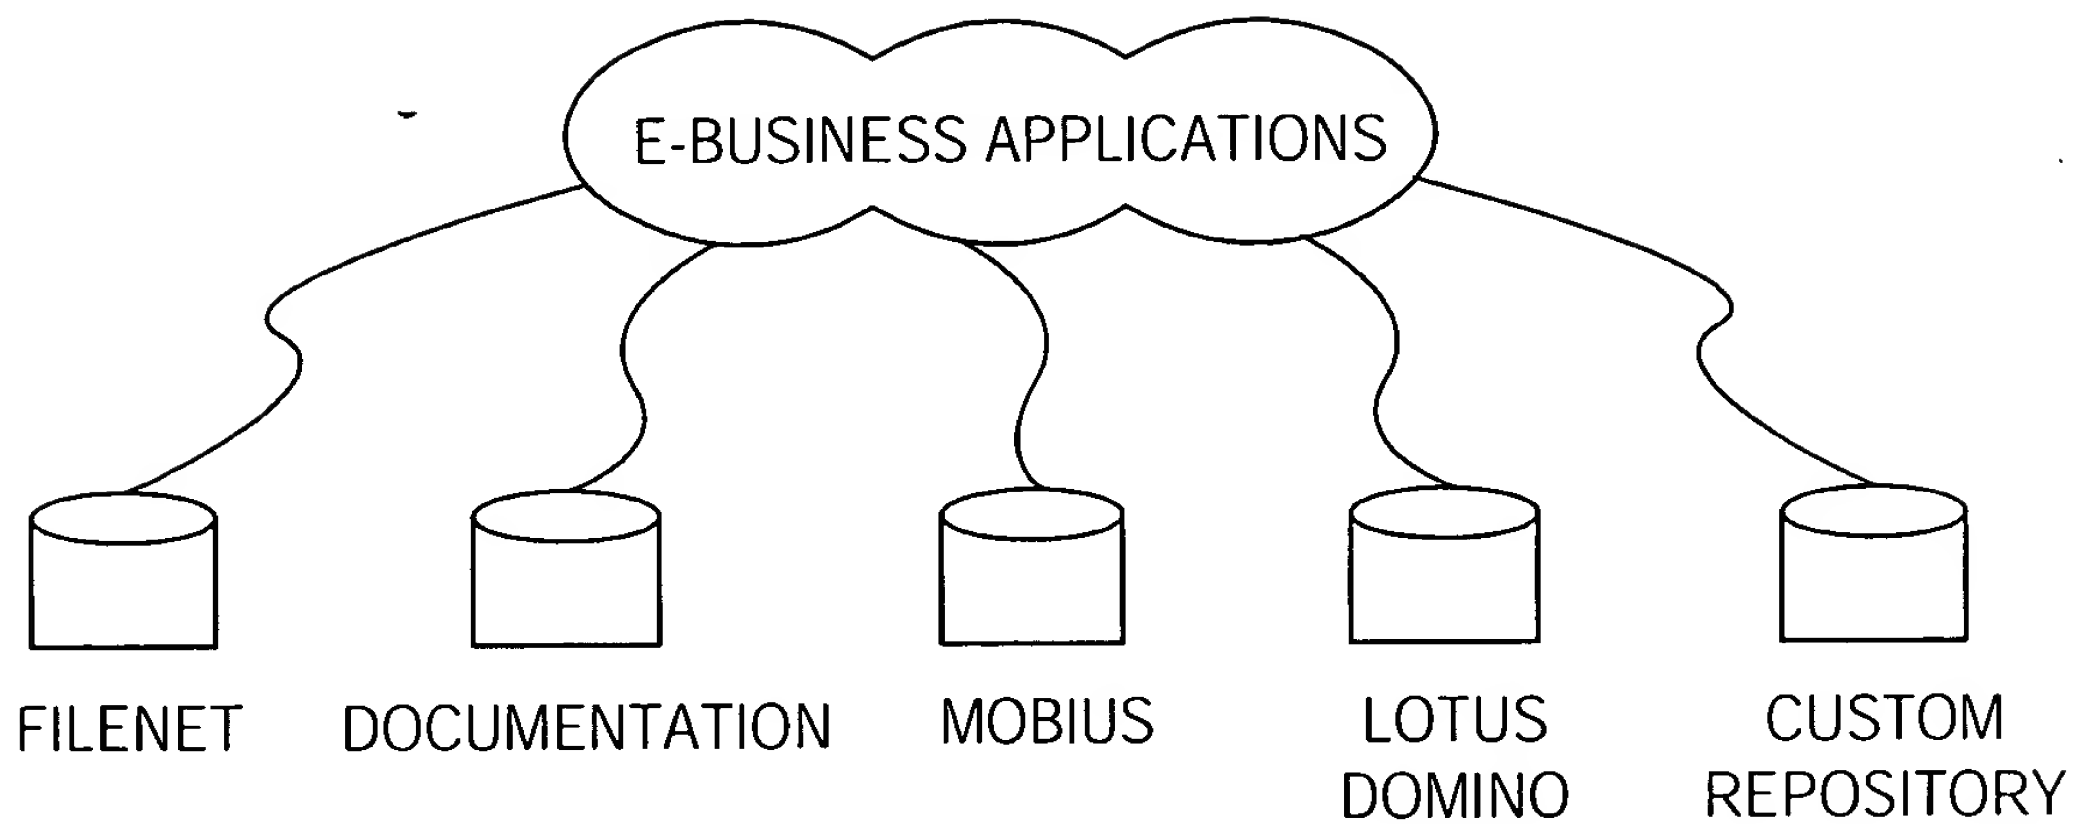 E-BUSINESS APPLICATIONS
FILENET
DOCUMENTATION
MOBIUS
LOTUS
DOMINO
CUSTOM
REPOSITORY